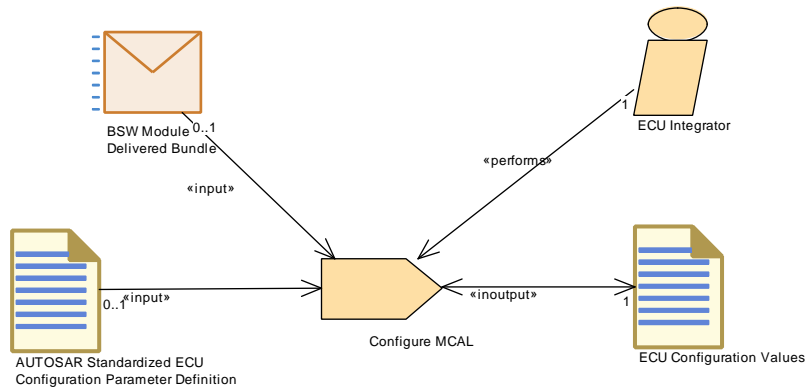 BSW Module
Delivered Bundle
0..1
ECU Integrator
1
«performs»
«input»
0..1
«input»
«inoutput»
1
Configure MCAL
ECU Configuration Values
AUTOSAR Standardized ECU
Configuration Parameter Definition